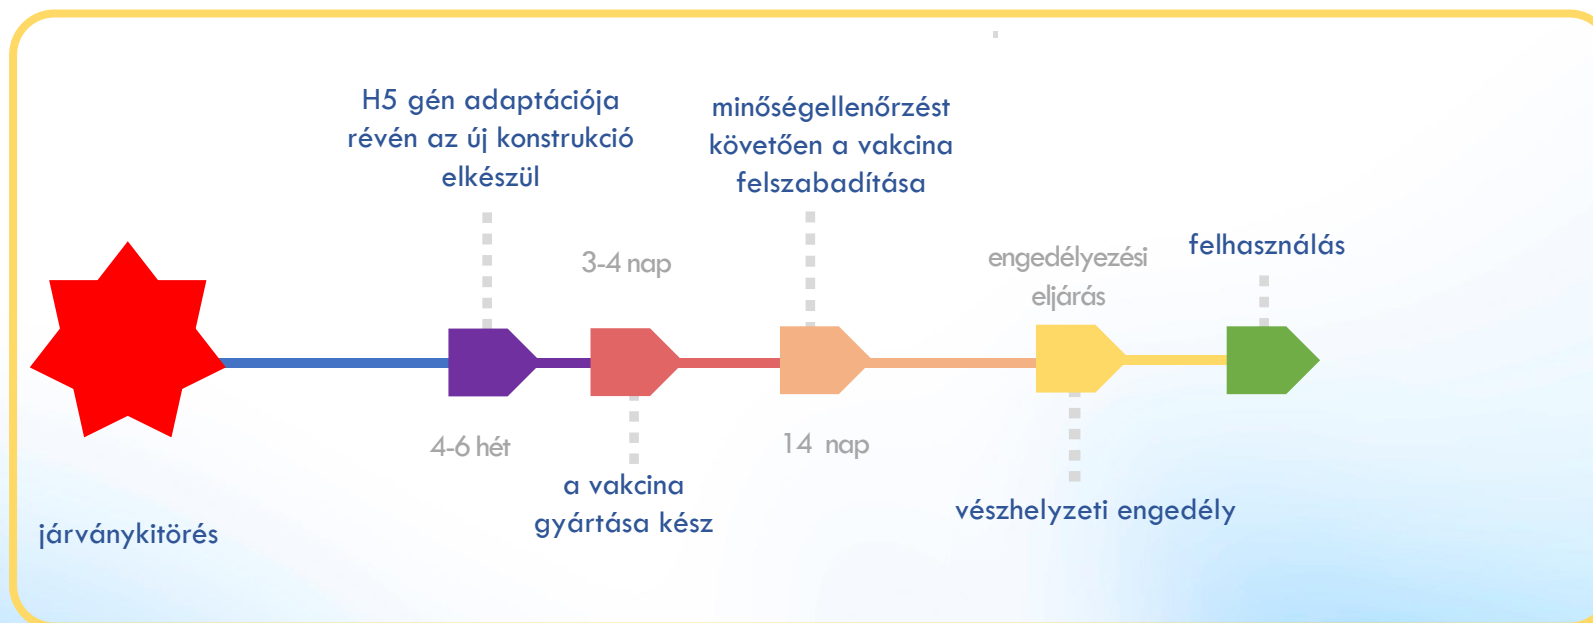 járványkitörés
H5 gén adaptációja
révén az új konstrukció
elkészül
4-6 hét
3-4 nap
a vakcina
gyártása kész
minőségellenőrzést
követően a vakcina
felszabadítása
14 nap
engedélyezési
eljárás
vészhelyzeti engedély
felhasználás